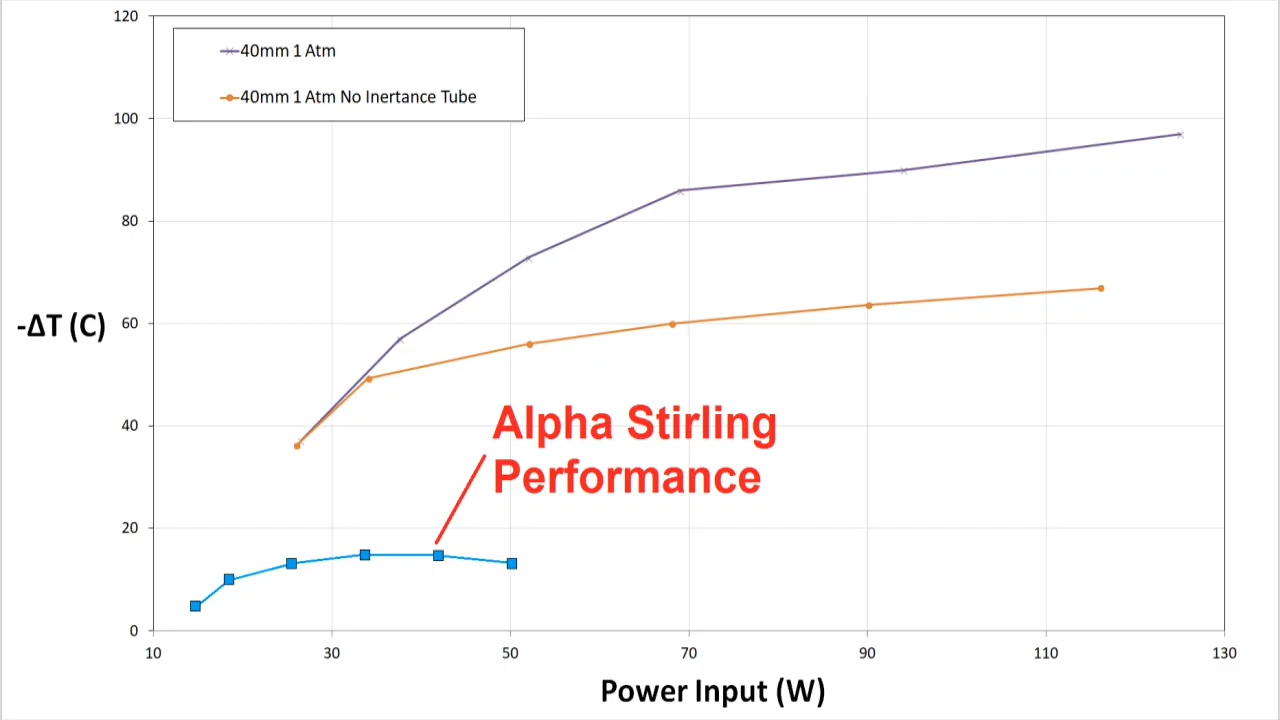 120
40mm 1 Atm
40mm 1 Atm No Inertance Tube
100
80
-ΔT (C)
60
Alpha Stirling
Performance
40
20
0
10 30 50 70 90 110 130
Power Input (W)